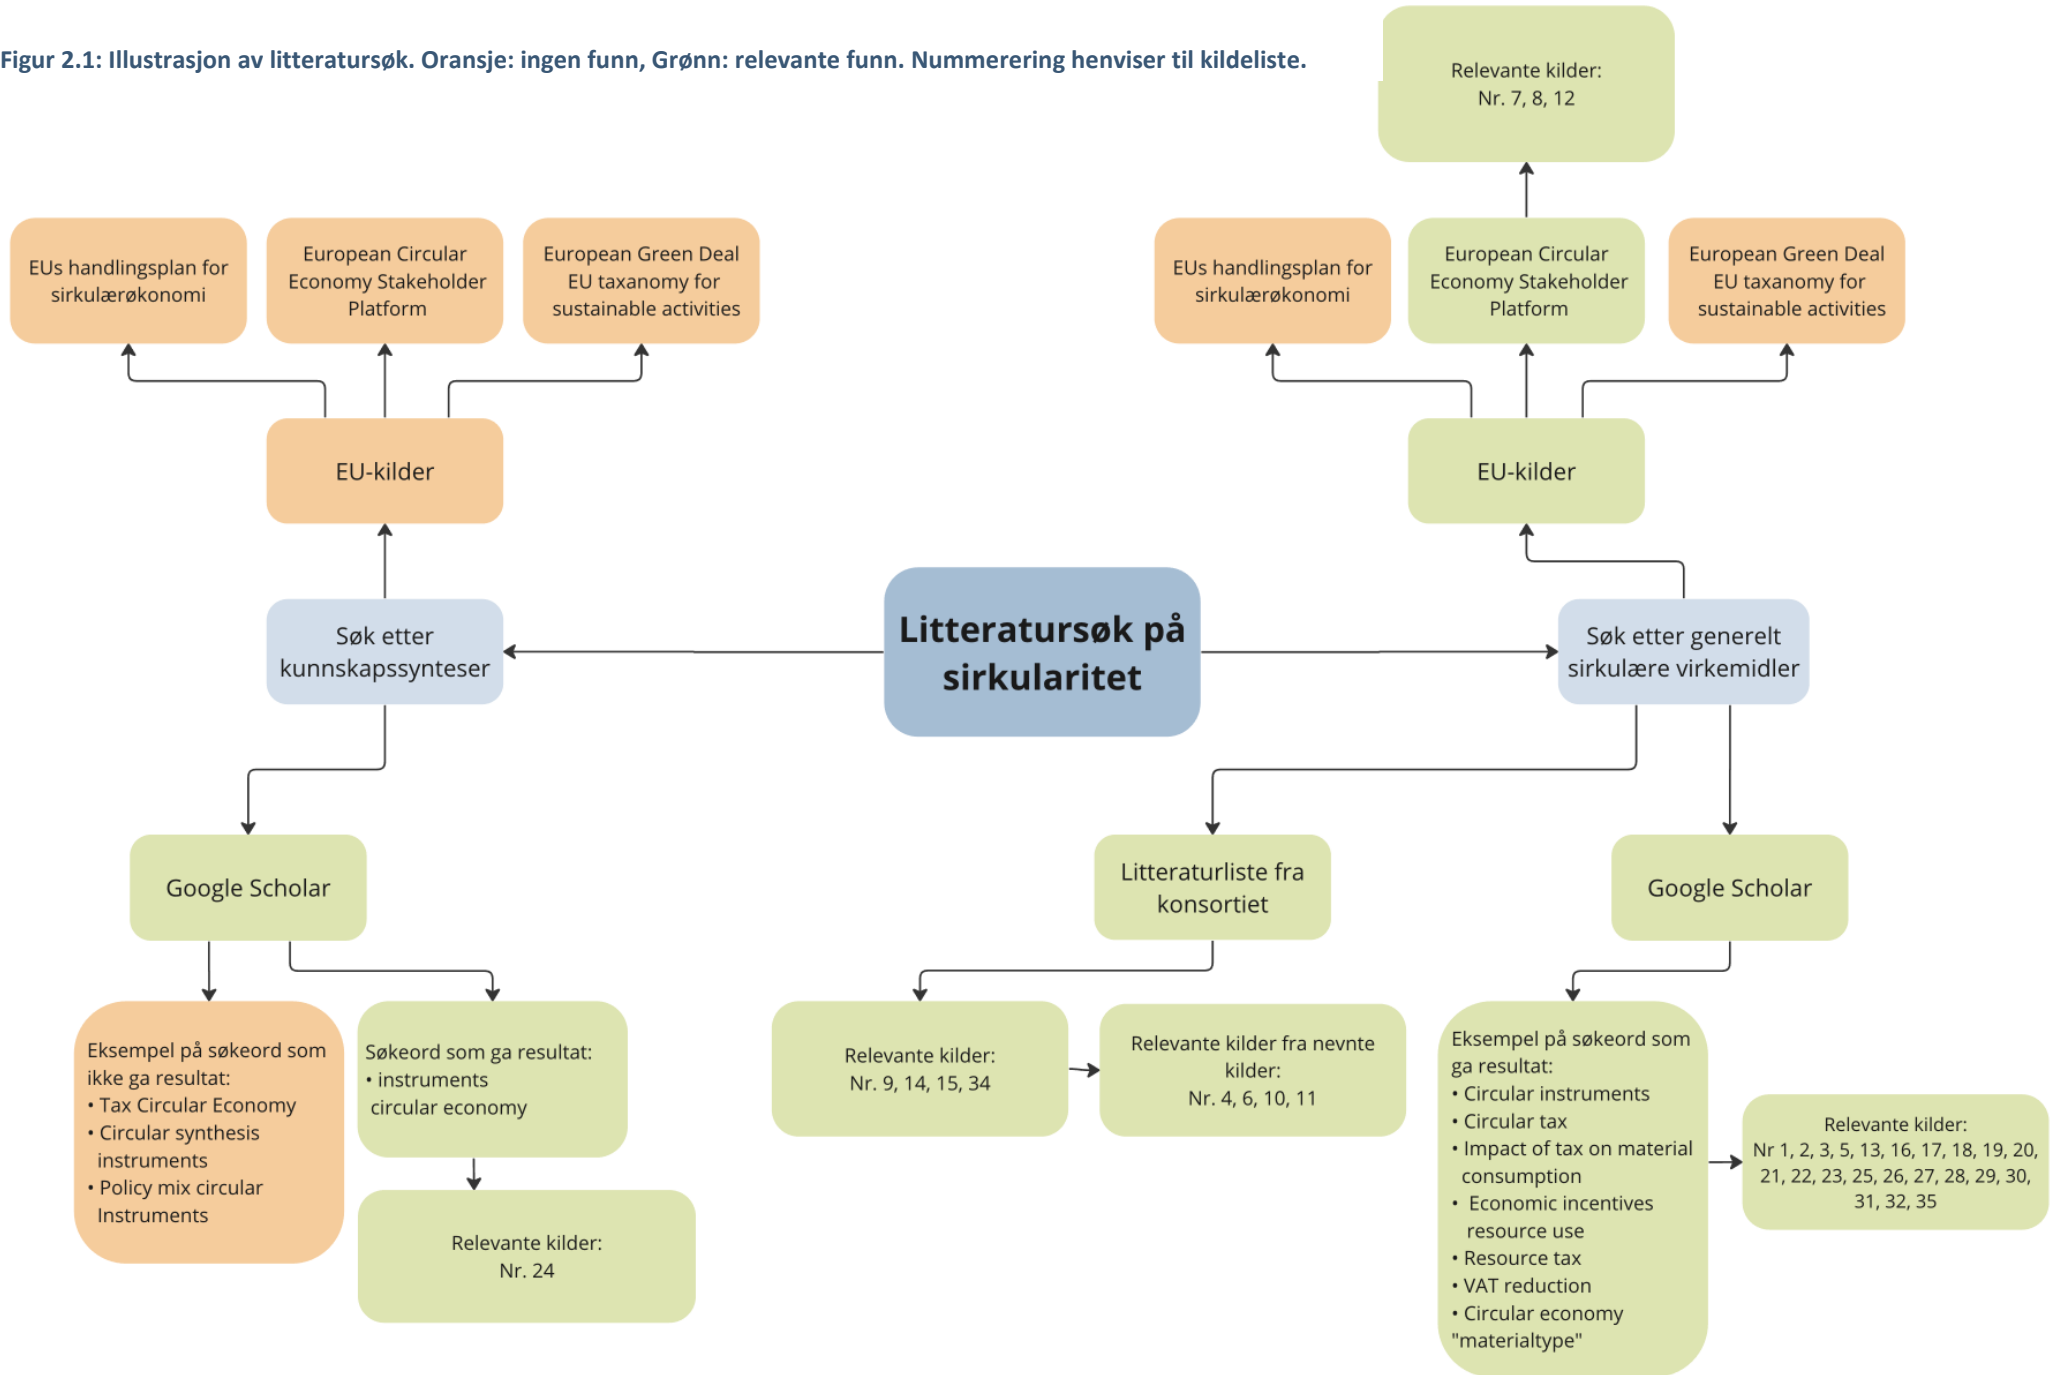 Figur 2.1: Illustrasjon av litteratursøk. Oransje: ingen funn, Grønn: relevante funn. Nummerering henviser til kildeliste.
Relevante kilder:
Nr. 7, 8, 12
EUs handlingsplan for
sirkulærøkonomi
European Circular
Economy Stakeholder
Platform
European Green Deal
EU taxanomy for
sustainable activities
EUs handlingsplan for
sirkulærøkonomi
European Circular
Economy Stakeholder
Platform
European Green Deal
EU taxanomy for
sustainable activities
EU-kilder
EU-kilder
Søk etter
kunnskapssynteser
Litteratursøk på
sirkularitet
Søk etter generelt
sirkulære virkemidler
Google Scholar
Litteraturliste fra
konsortiet
Google Scholar
Eksempel på søkeord som
ikke ga resultat:
• Tax Circular Economy
• Circular synthesis
instruments
• Policy mix circular
Instruments
Søkeord som ga resultat:
• instruments
circular economy
Relevante kilder:
Nr. 24
Relevante kilder:
Nr. 9, 14, 15, 34
Relevante kilder fra nevnte
kilder:
Nr. 4, 6, 10, 11
Eksempel på søkeord som
ga resultat:
• Circular instruments
• Circular tax
• Impact of tax on material
consumption
• Economic incentives
resource use
• Resource tax
• VAT reduction
• Circular economy
"materialtype"
Relevante kilder:
Nr 1, 2, 3, 5, 13, 16, 17, 18, 19, 20,
21, 22, 23, 25, 26, 27, 28, 29, 30,
31, 32, 35